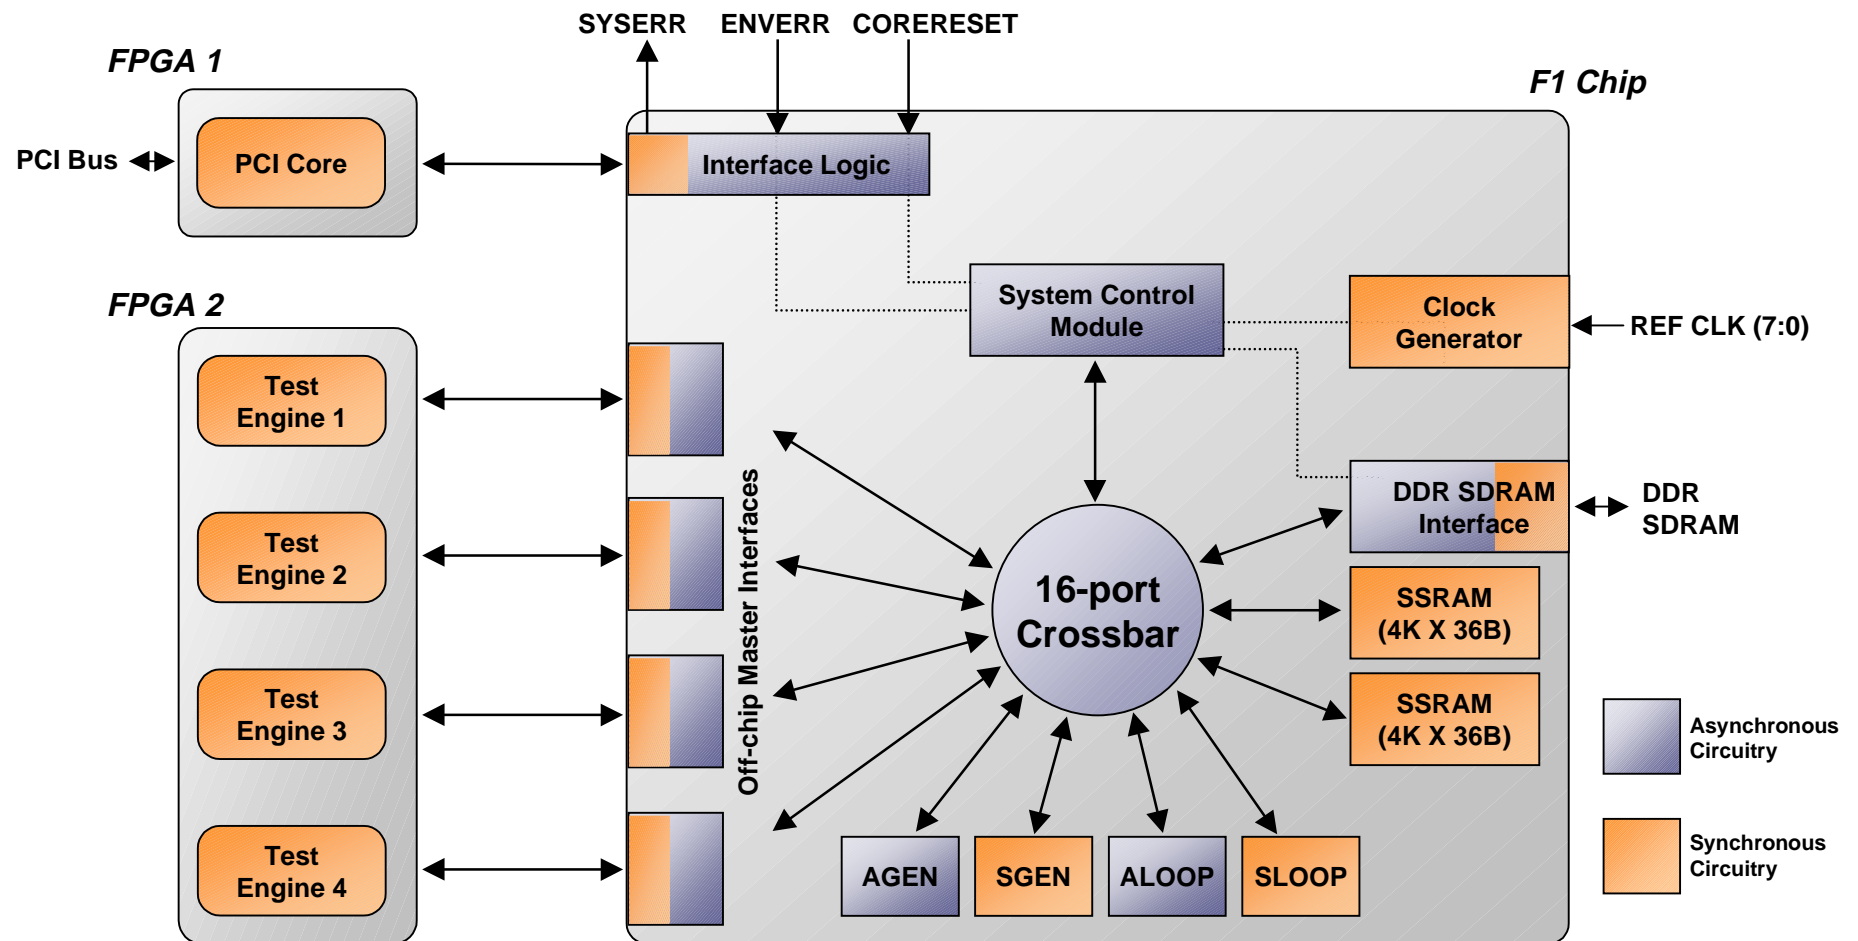 SYSERR ENVERR CORERESET
FPGA 1
F1 Chip
PCI Bus
PCI Core
Interface Logic
FPGA 2
System Control
Module
Clock
Generator
REF CLK (7:0)
Test
Engine 1
Test
Engine 2
Test
Engine 3
Test
Engine 4
Off-chip Master Interfaces
16-port
Crossbar
DDR SDRAM
Interface
DDR
SDRAM
SSRAM
(4K X 36B)
SSRAM
(4K X 36B)
AGEN
SGEN
ALOOP
SLOOP
Asynchronous
Circuitry
Synchronous
Circuitry